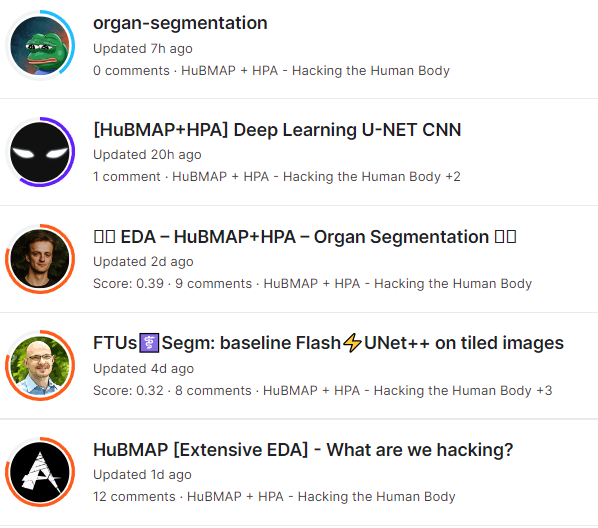 organ-segmentation
Updated 7h ago
0 comments · HuBMAP + HPA - Hacking the Human Body
[HuBMAP+HPA] Deep Learning U-NET CNN
Updated 20h ago
1 comment · HuBMAP + HPA - Hacking the Human Body +2
▯▯ EDA – HuBMAP+HPA – Organ Segmentation ▯▯
Updated 2d ago
Score: 0.39 · 9 comments · HuBMAP + HPA - Hacking the Human Body
FTUs⚕️Segm: baseline Flash⚡UNet++ on tiled images
Updated 4d ago
Score: 0.32 · 8 comments · HuBMAP + HPA - Hacking the Human Body +3
HuBMAP [Extensive EDA] - What are we hacking?
Updated 1d ago
12 comments · HuBMAP + HPA - Hacking the Human Body